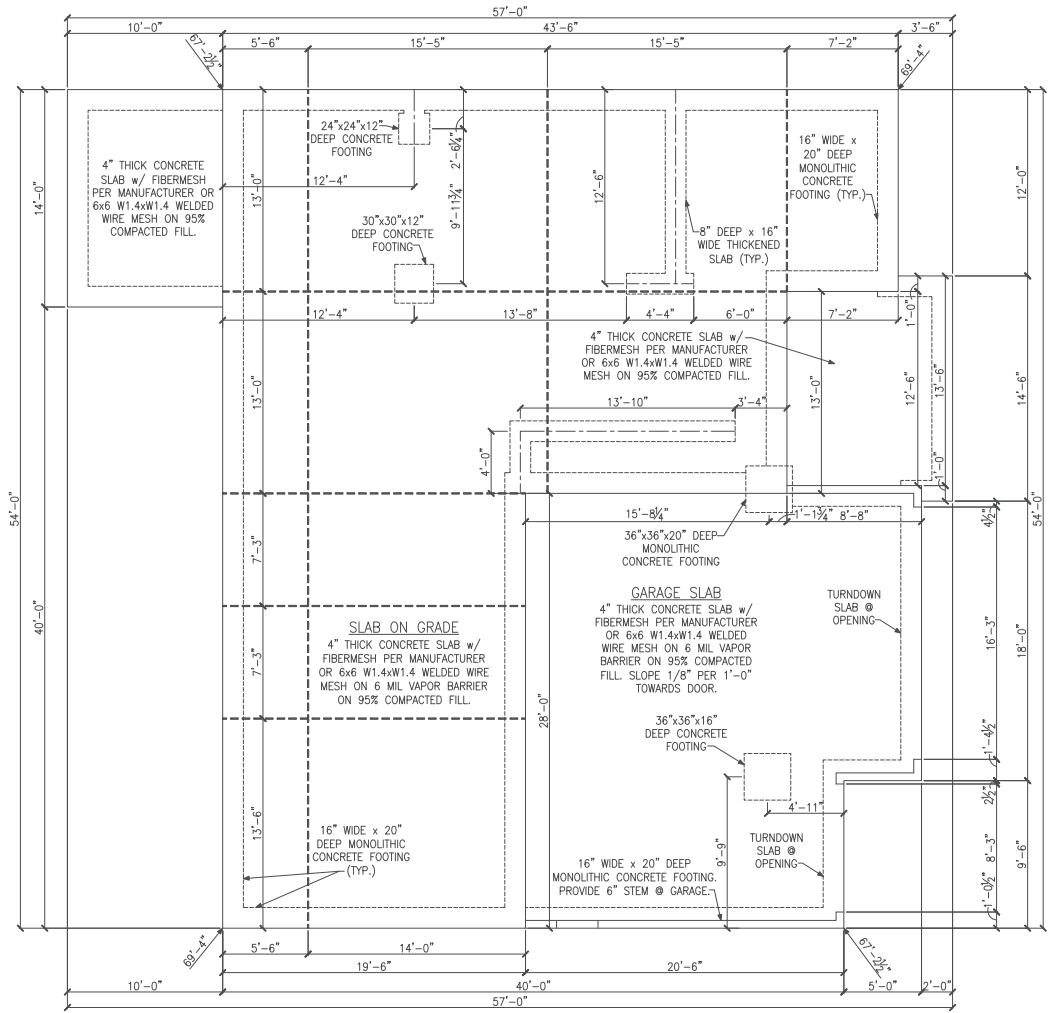 57'-0"
10'-0"
43'-6"
3'-6"
5'-6"
15'-5"
15'-5"
7'-2"
67'-2½"
69'-4"
24"x24"x12"
DEEP CONCRETE
FOOTING
2'-6¼"
16" WIDE x
20" DEEP
MONOLITHIC
CONCRETE
FOOTING (TYP.)
4" THICK CONCRETE
SLAB w/ FIBERMESH
PER MANUFACTURER OR
6x6 W1.4xW1.4 WELDED
WIRE MESH ON 95%
COMPACTED FILL.
14'-0"
13'-0"
12'-4"
9'-11¾"
12'-6"
12'-0"
30"x30"x12"
DEEP CONCRETE
FOOTING
8" DEEP x 16"
WIDE THICKENED
SLAB (TYP.)
12'-4"
13'-8"
4'-4"
6'-0"
7'-2"
1'-0"
4" THICK CONCRETE SLAB w/
FIBERMESH PER MANUFACTURER
OR 6x6 W1.4xW1.4 WELDED WIRE
MESH ON 95% COMPACTED FILL.
13'-0"
13'-0"
12'-6"
13'-6"
14'-6"
13'-10"
3'-4"
4'-0"
1'-0"
54'-0"
54'-0"
15'-8¼"
1'-1¾"
8'-8"
4½"
36"x36"x20" DEEP
MONOLITHIC
CONCRETE FOOTING
7'-3"
GARAGE SLAB
4" THICK CONCRETE SLAB w/
FIBERMESH PER MANUFACTURER
OR 6x6 W1.4xW1.4 WELDED
WIRE MESH ON 6 MIL VAPOR
BARRIER ON 95% COMPACTED
FILL. SLOPE 1/8" PER 1'-0"
TOWARDS DOOR.
TURNDOWN
SLAB @
OPENING
40'-0"
16'-3"
18'-0"
SLAB ON GRADE
4" THICK CONCRETE SLAB w/
FIBERMESH PER MANUFACTURER
OR 6x6 W1.4xW1.4 WELDED WIRE
MESH ON 6 MIL VAPOR BARRIER
ON 95% COMPACTED FILL.
7'-3"
28'-0"
36"x36"x16"
DEEP CONCRETE
FOOTING
1'-4½"
2½"
4'-11"
13'-6"
16" WIDE x 20"
DEEP MONOLITHIC
CONCRETE FOOTING
(TYP.)
9'-9"
TURNDOWN
SLAB @
OPENING
8'-3"
9'-6"
16" WIDE x 20" DEEP
MONOLITHIC CONCRETE FOOTING.
PROVIDE 6" STEM @ GARAGE.
1'-0½"
69'-4"
67'-2½"
5'-6"
14'-0"
19'-6"
20'-6"
10'-0"
40'-0"
5'-0"
2'-0"
57'-0"